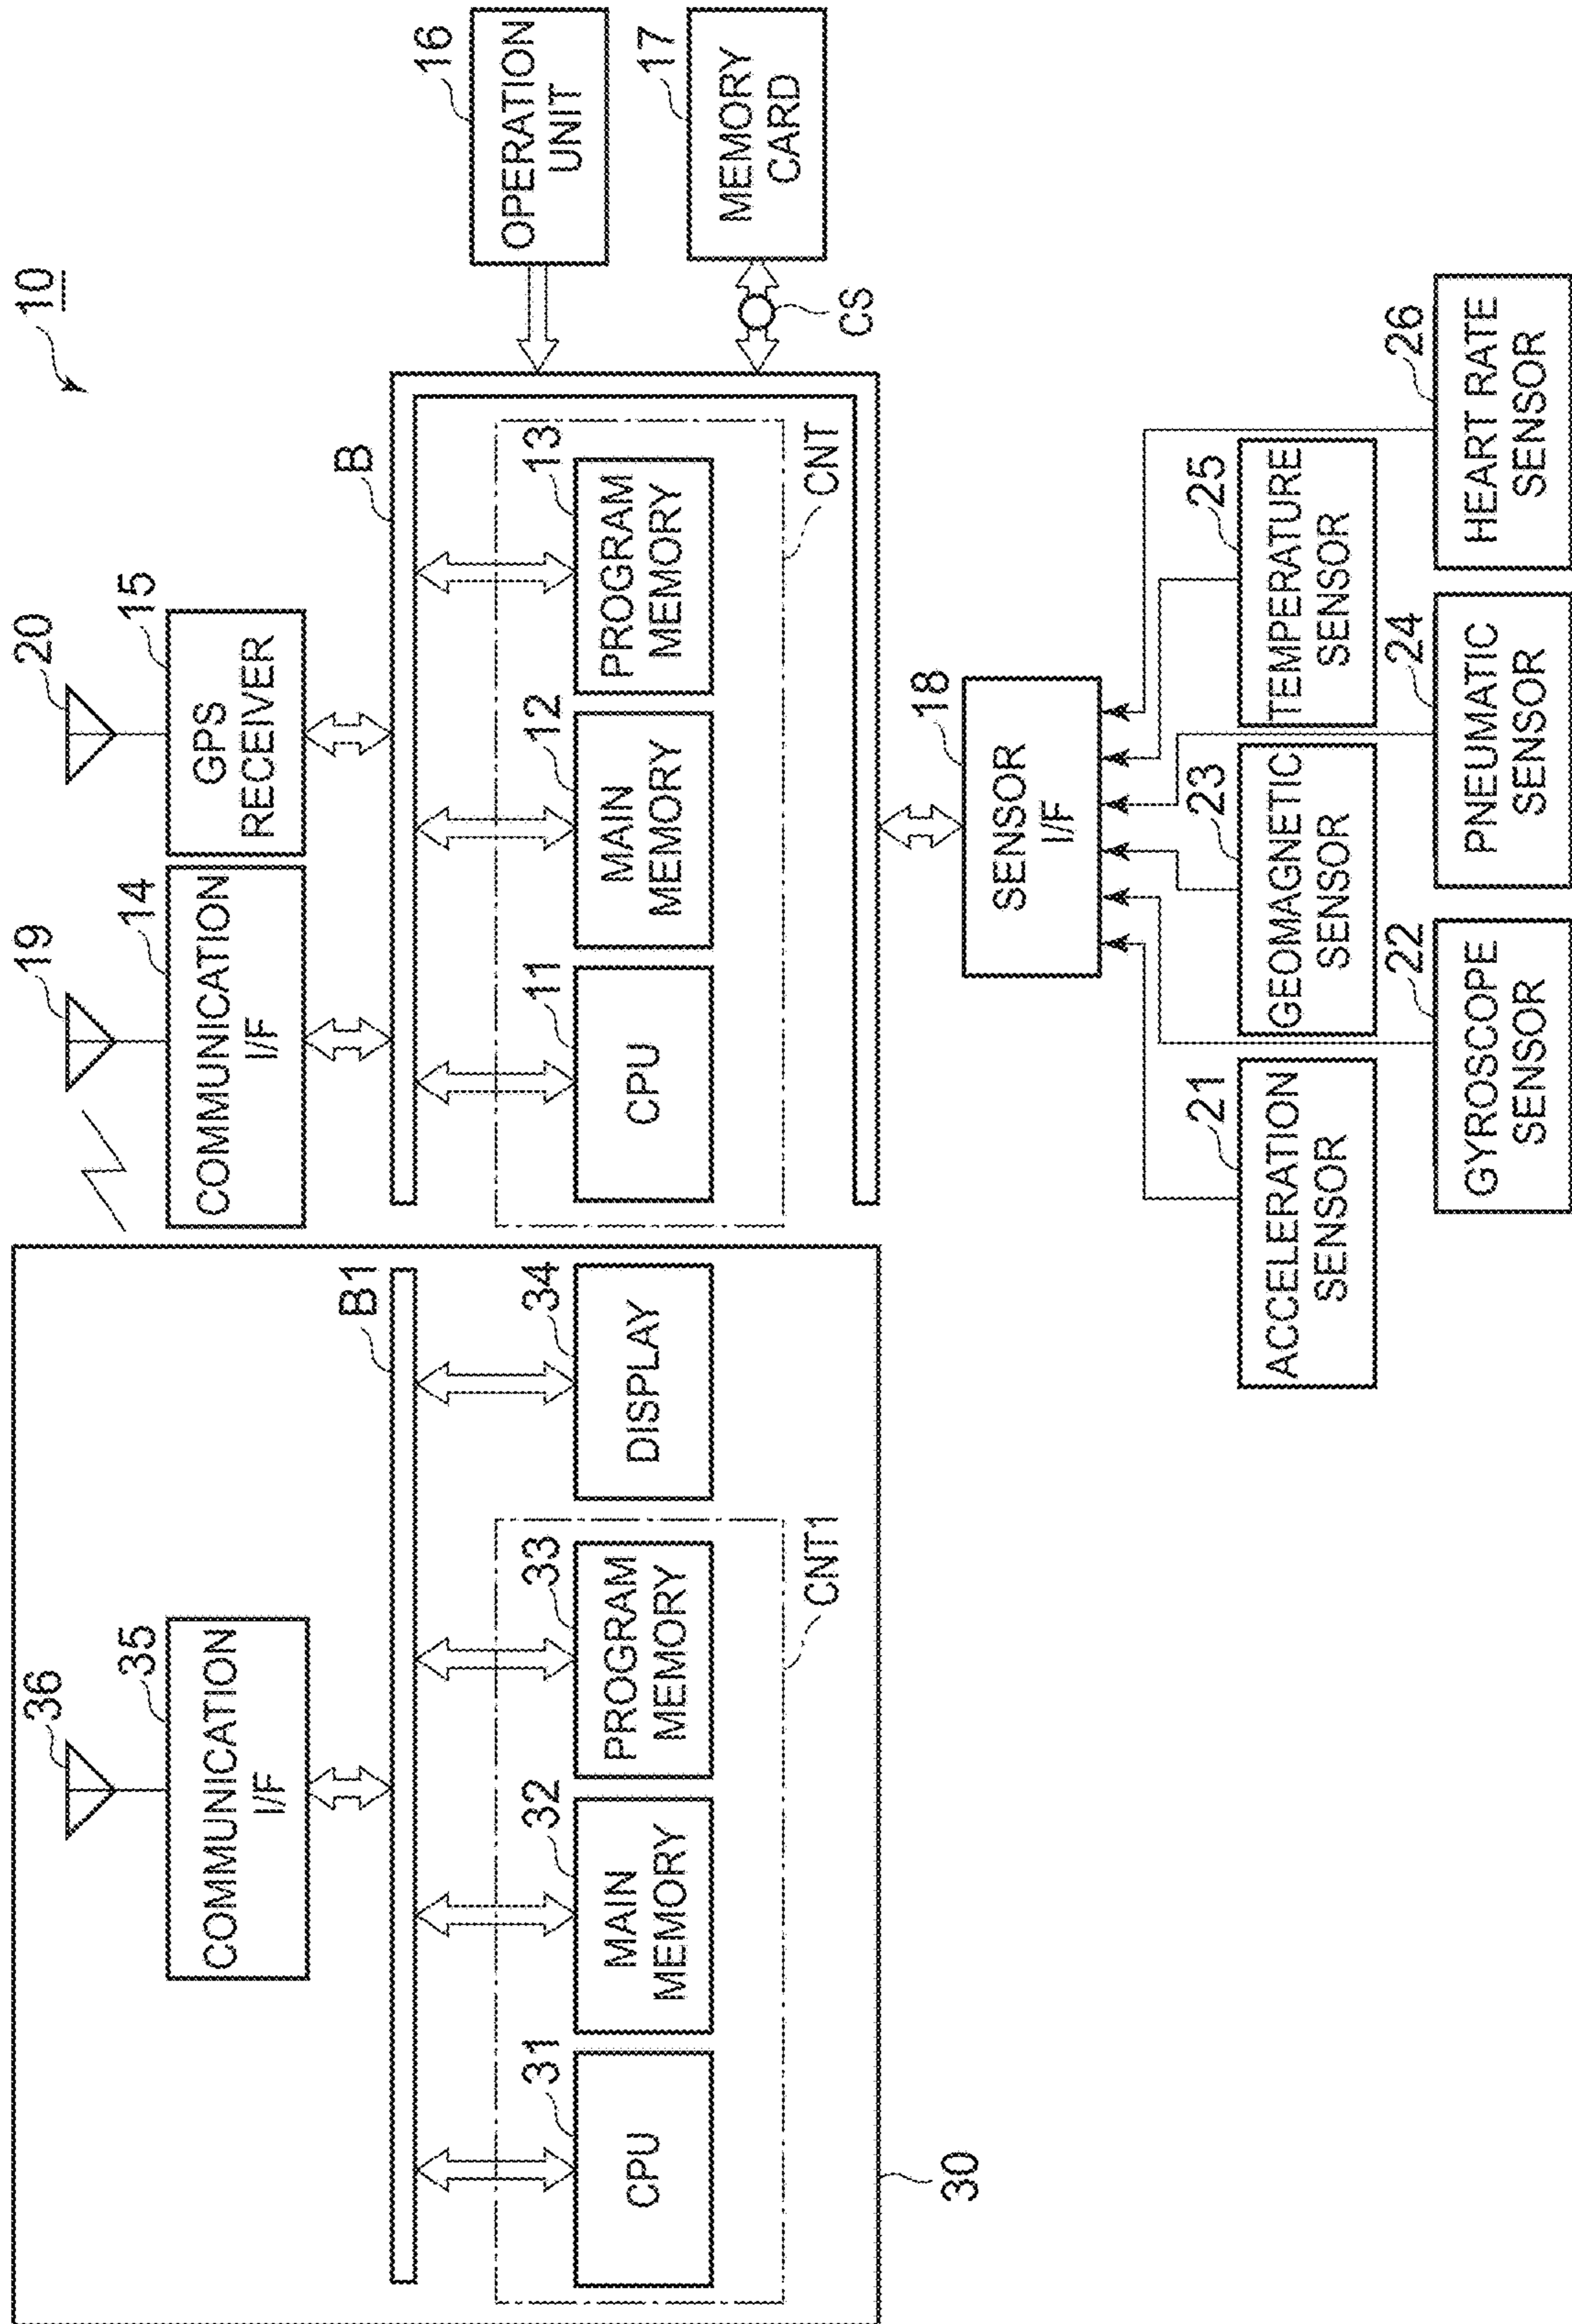 10
36
19
20
35
COMMUNICATION
I/F
14
COMMUNICATION
I/F
15
GPS
RECEIVER
B1
B
16
OPERATION
UNIT
31
CPU
32
MAIN
MEMORY
33
PROGRAM
MEMORY
34
DISPLAY
11
CPU
12
MAIN
MEMORY
13
PROGRAM
MEMORY
17
MEMORY
CARD
CNT1
CNT
CS
30
18
SENSOR
I/F
21
ACCELERATION
SENSOR
23
GEOMAGNETIC
SENSOR
25
TEMPERATURE
SENSOR
22
GYROSCOPE
SENSOR
24
PNEUMATIC
SENSOR
26
HEART RATE
SENSOR